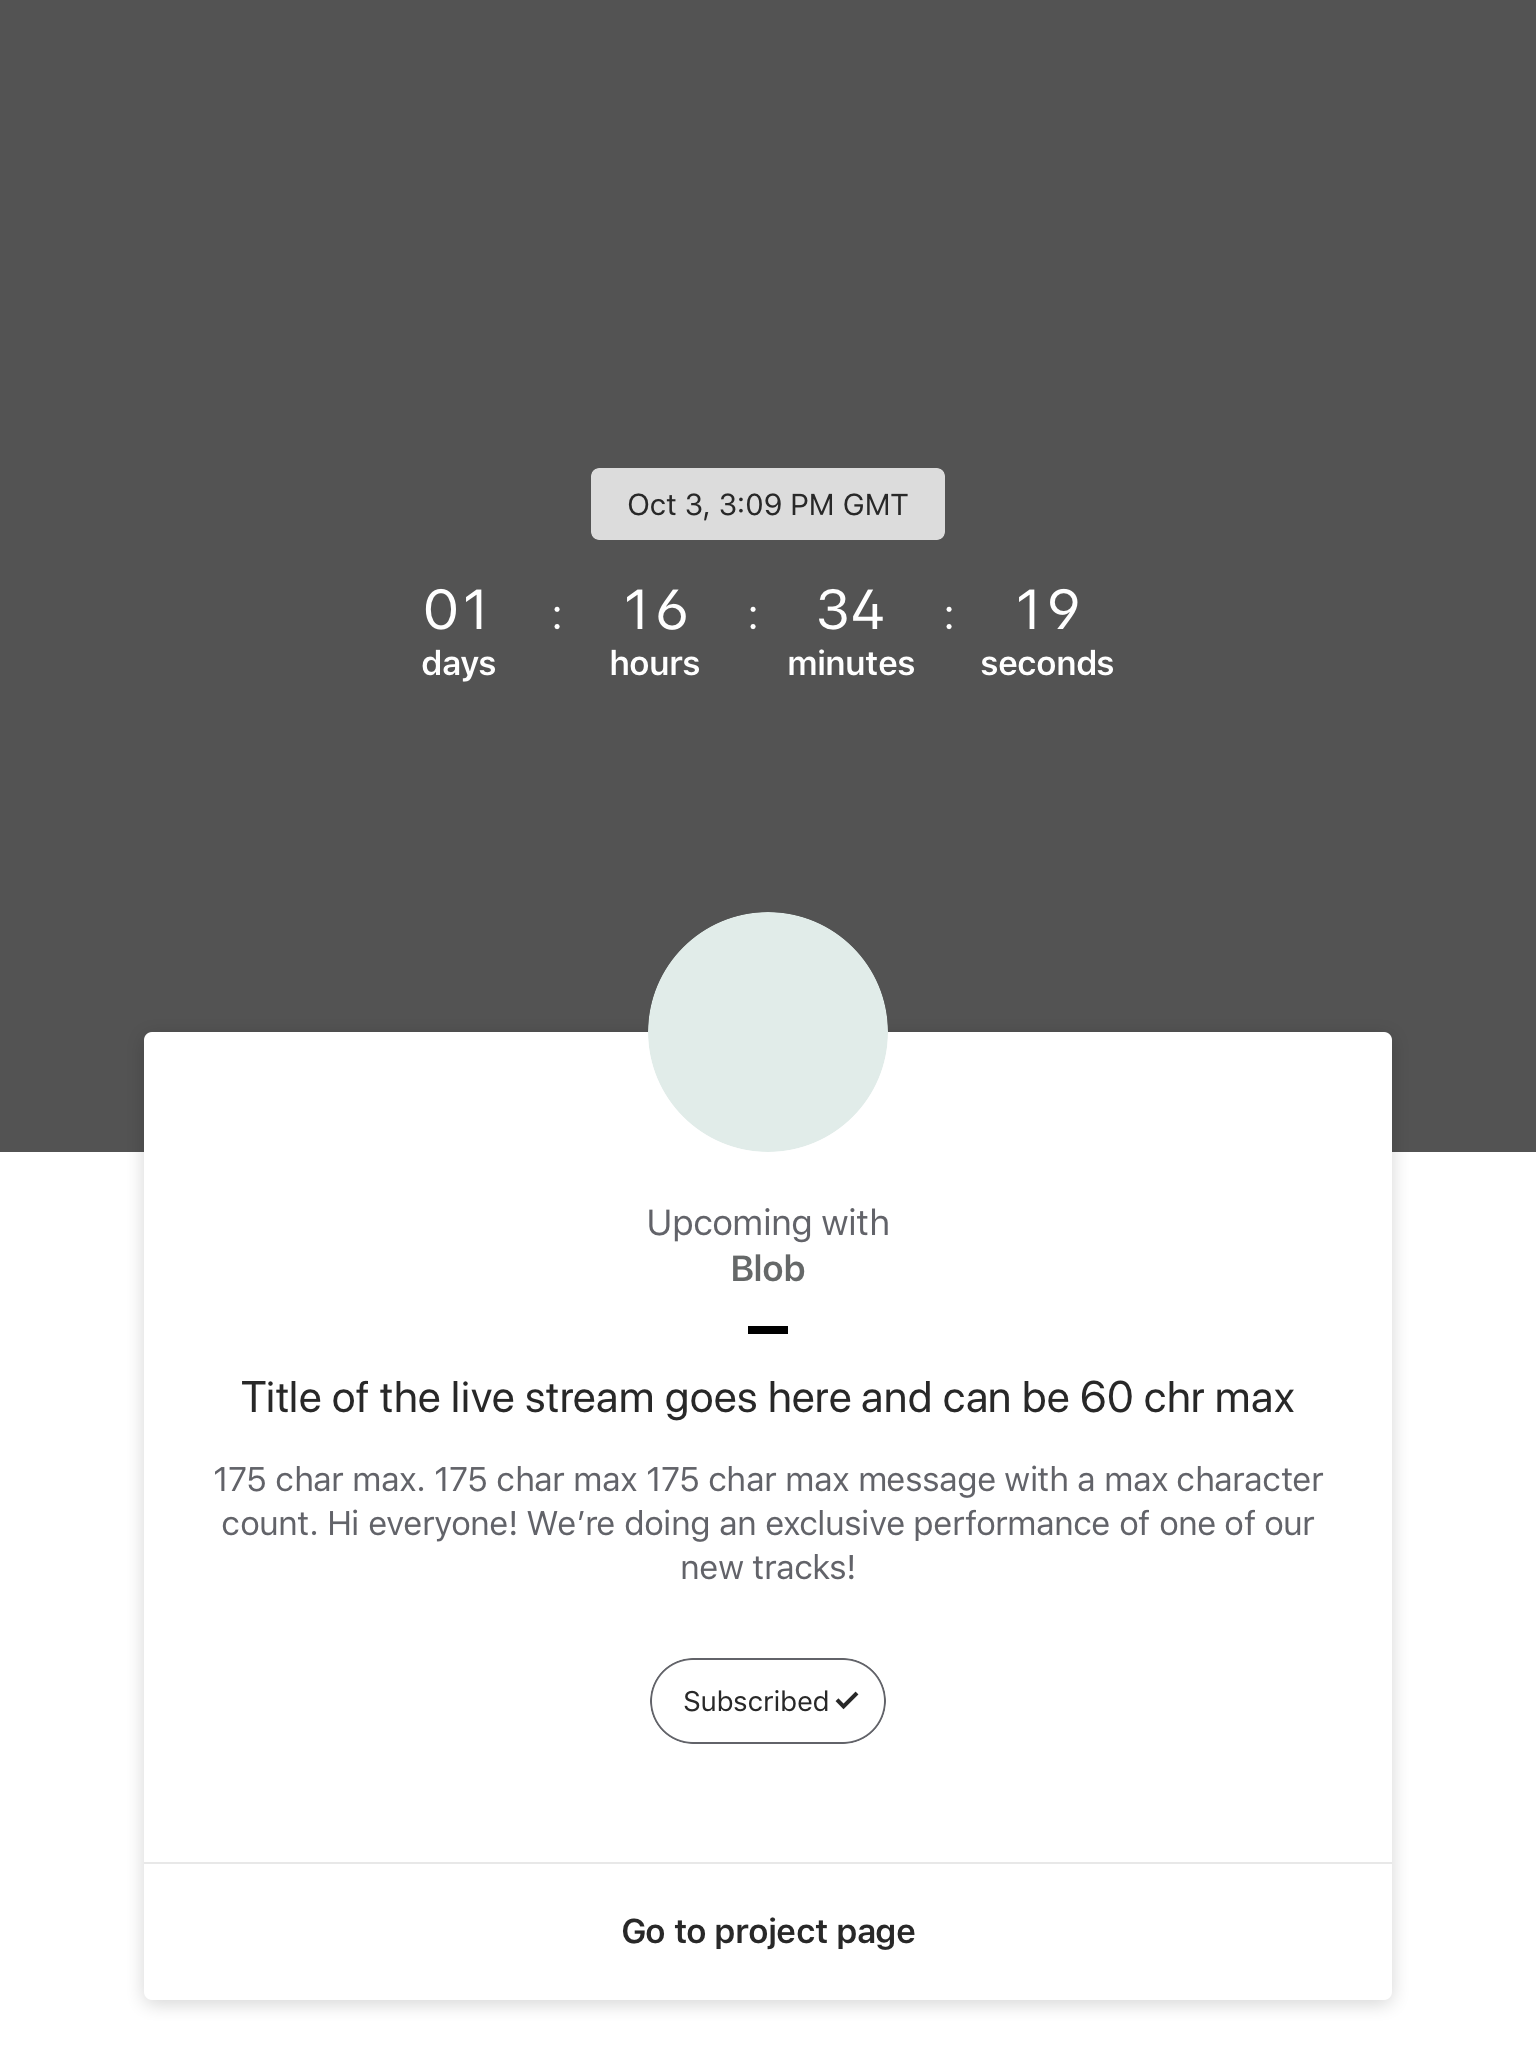 Oct 3, 3:09 PM GMT
01 : 16 : 34 : 19
days hours minutes seconds
Upcoming with
Blob
Title of the live stream goes here and can be 60 chr max
175 char max. 175 char max 175 char max message with a max character
count. Hi everyone! We’re doing an exclusive performance of one of our
new tracks!
Subscribed
Go to project page